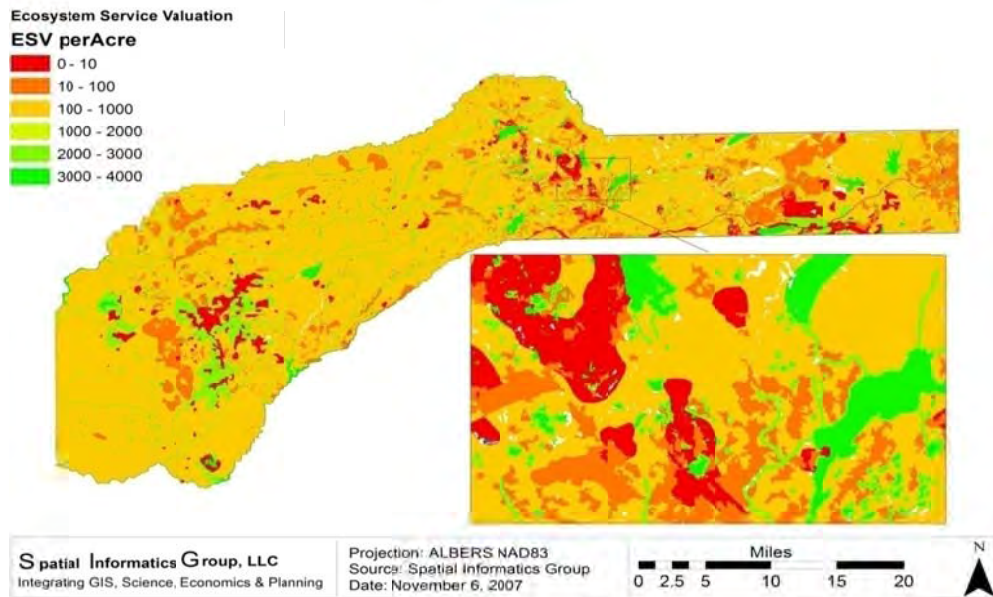 Ecosystem Service Valuation
ESV perAcre
0 - 10
10 - 100
100 - 1000
1000 - 2000
2000 - 3000
3000 - 4000
Spatial Informatics Group, LLC
Integrating GIS, Science, Economics & Planning
Projection: ALBERS NAD83
Source: Spatial Informatics Group
Date: November 6, 2007
Miles
0 2.5 5 10 15 20
N